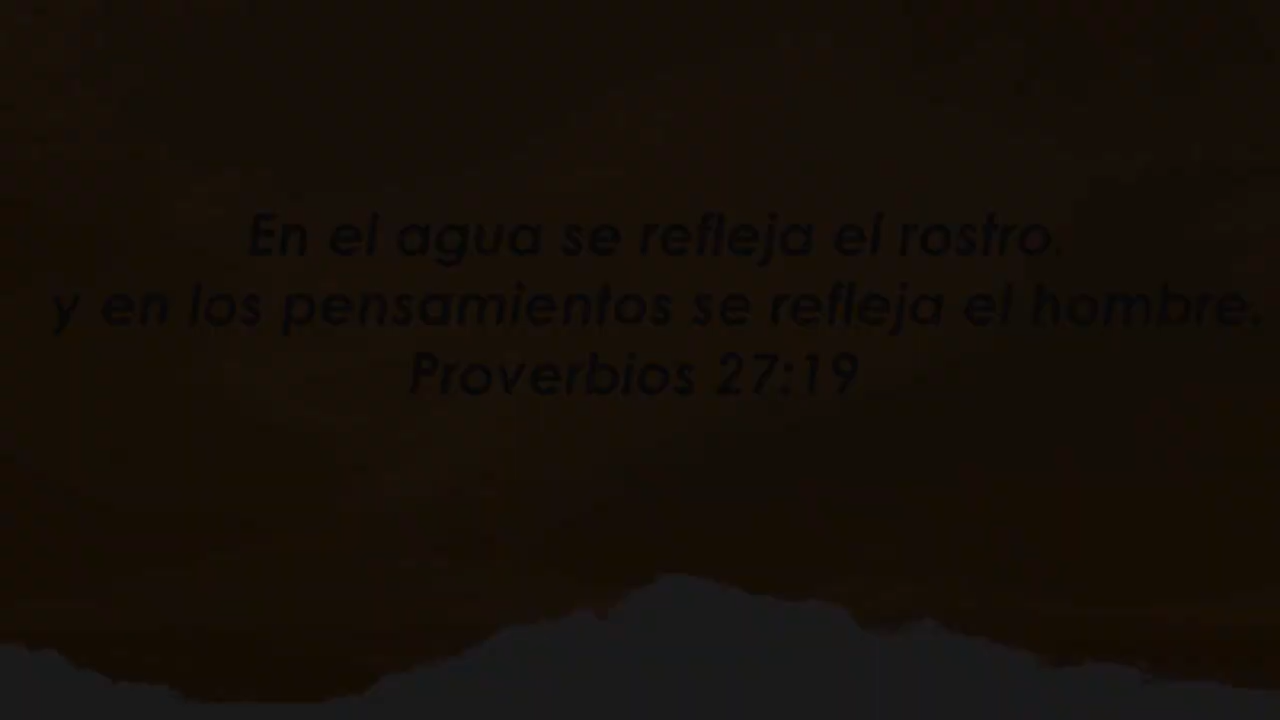 En el agua se refleja el rostro.
y en los pensamientos se refleja el hombre.
Proverbios 27:19